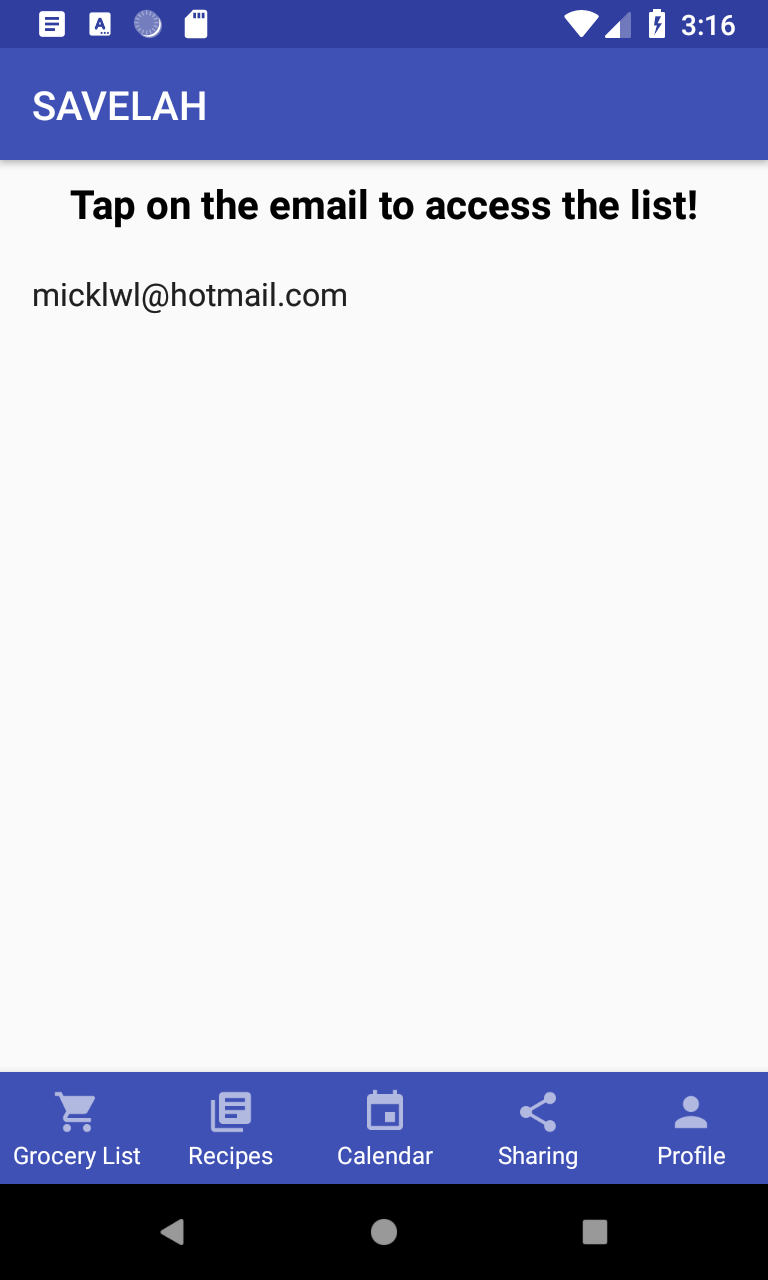 3:16
SAVELAH
Tap on the email to access the list!
micklwl@hotmail.com
Grocery List
Recipes
Calendar
Sharing
Profile